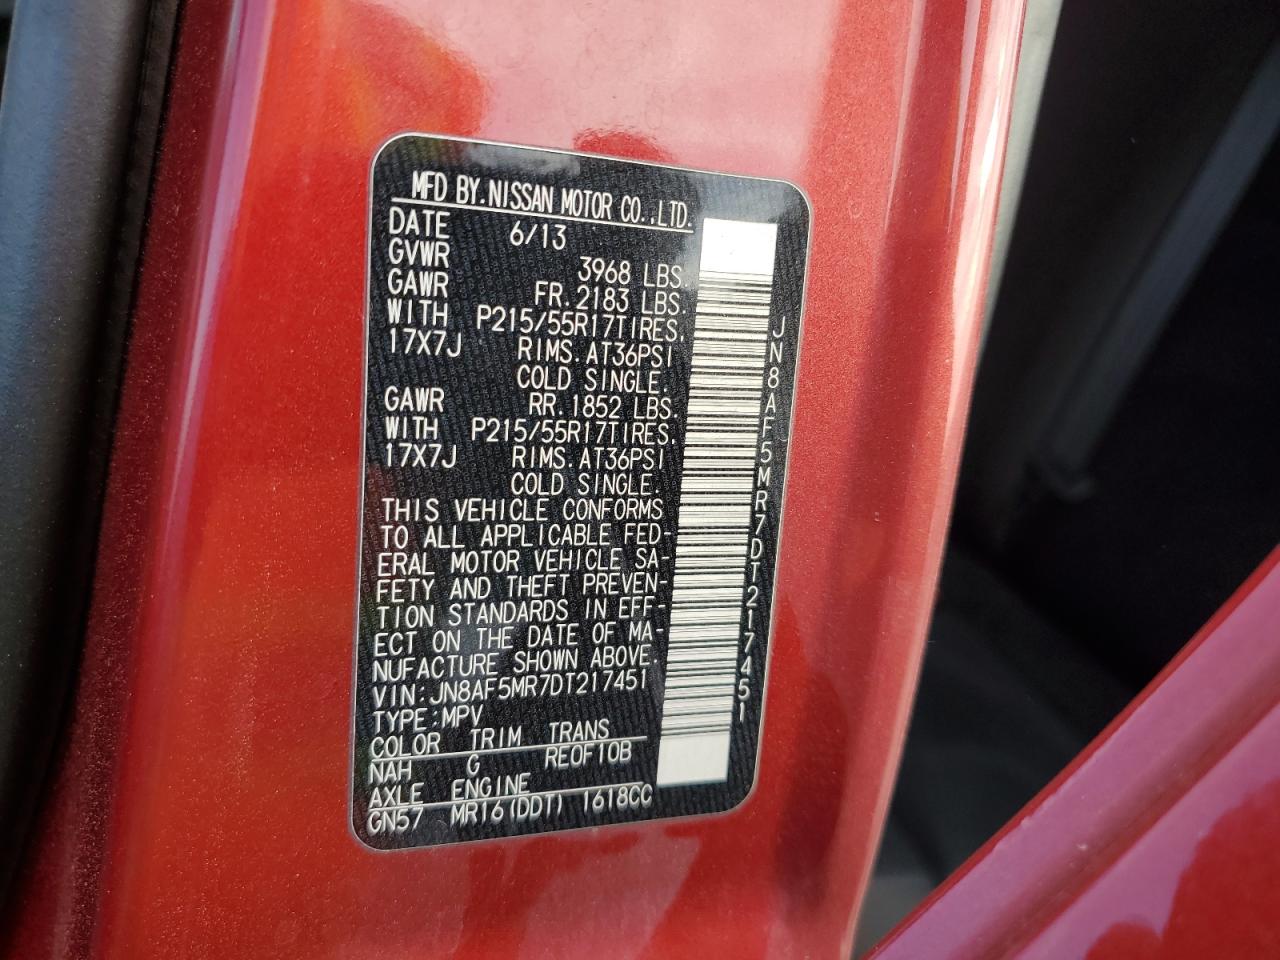 MFD BY.NISSAN MOTOR CO.,LTD.
DATE 6/13
GVWR 3968 LBS.
GAWR FR.2183 LBS.
WITH P215/55R17TIRES.
17X7J RIMS.AT36PSI
COLD SINGLE.
GAWR RR.1852 LBS.
WITH P215/55R17TIRES.
17X7J RIMS.AT36PSI
COLD SINGLE.
THIS VEHICLE CONFORMS
TO ALL APPLICABLE FED-
ERAL MOTOR VEHICLE SA-
FETY AND THEFT PREVEN-
TION STANDARDS IN EFF-
ECT ON THE DATE OF MA-
NUFACTURE SHOWN ABOVE.
VIN:JN8AF5MR7DT217451
TYPE:MPV
COLOR TRIM TRANS
NAH G RE0F10B
AXLE ENGINE
GN57 MR16(DDT) 1618CC
JN8AF5MR7DT217451